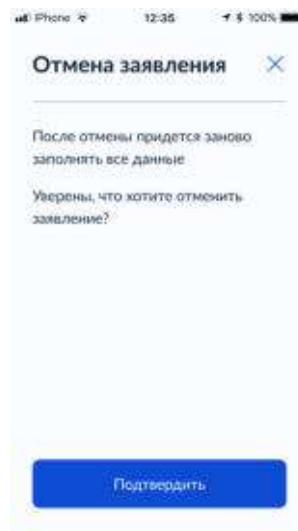 iPhone 12:35 100%
Отмена заявления
После отмены придется заново
заполнять все данные
Уверены, что хотите отменить
заявление?
Подтвердить